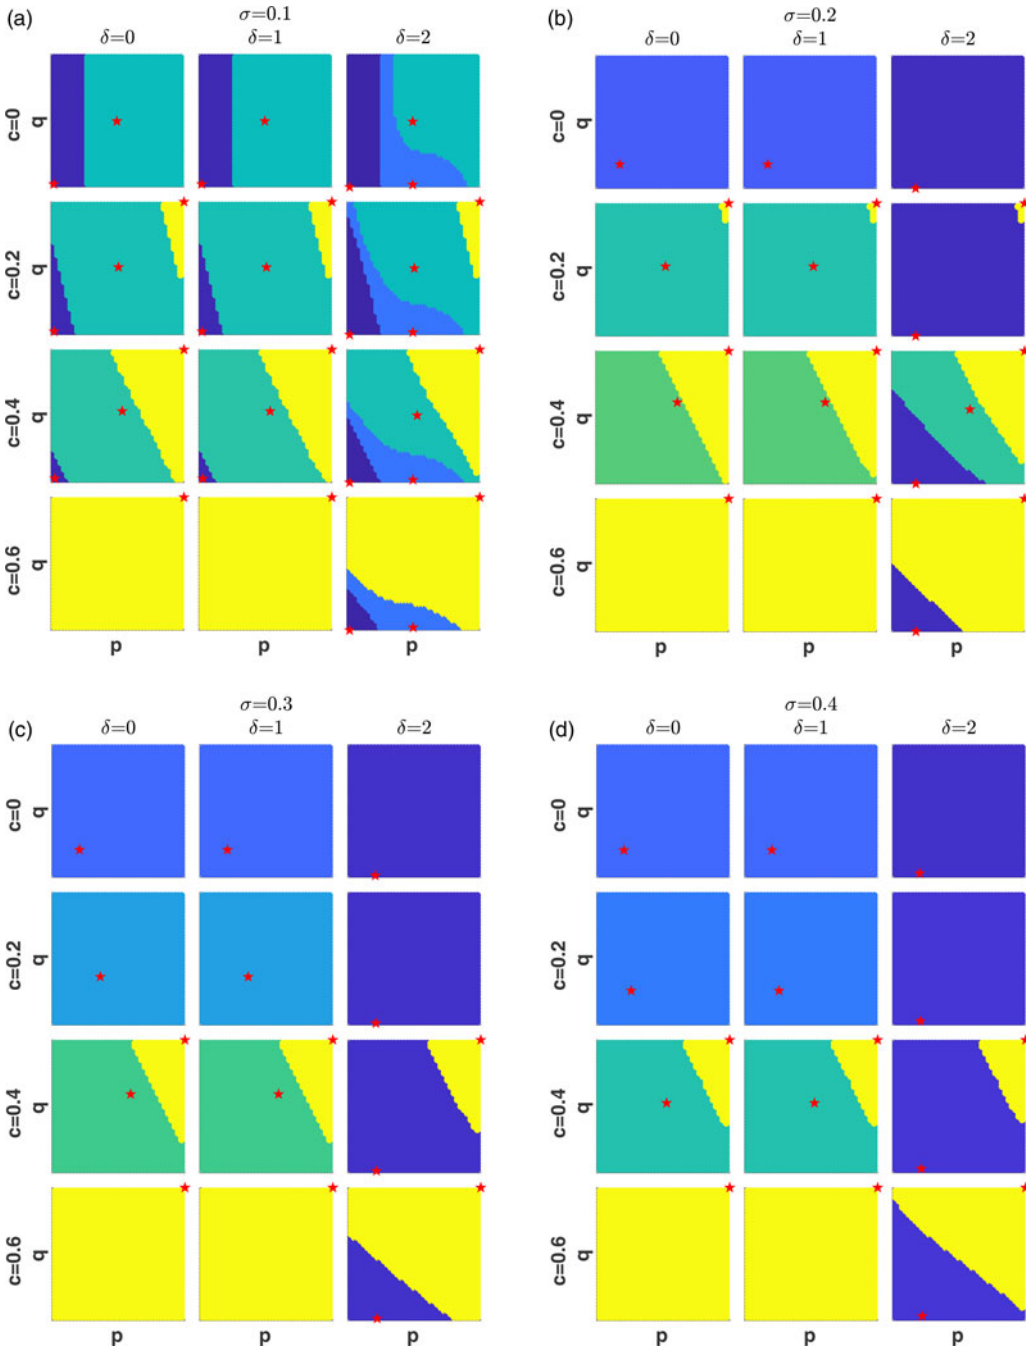 (a)
σ=0.1
δ=0 δ=1 δ=2
c=0 q
c=0.2 q
c=0.4 q
c=0.6 q
p p p
(b)
σ=0.2
δ=0 δ=1 δ=2
c=0 q
c=0.2 q
c=0.4 q
c=0.6 q
p p p
(c)
σ=0.3
δ=0 δ=1 δ=2
c=0 q
c=0.2 q
c=0.4 q
c=0.6 q
p p p
(d)
σ=0.4
δ=0 δ=1 δ=2
c=0 q
c=0.2 q
c=0.4 q
c=0.6 q
p p p